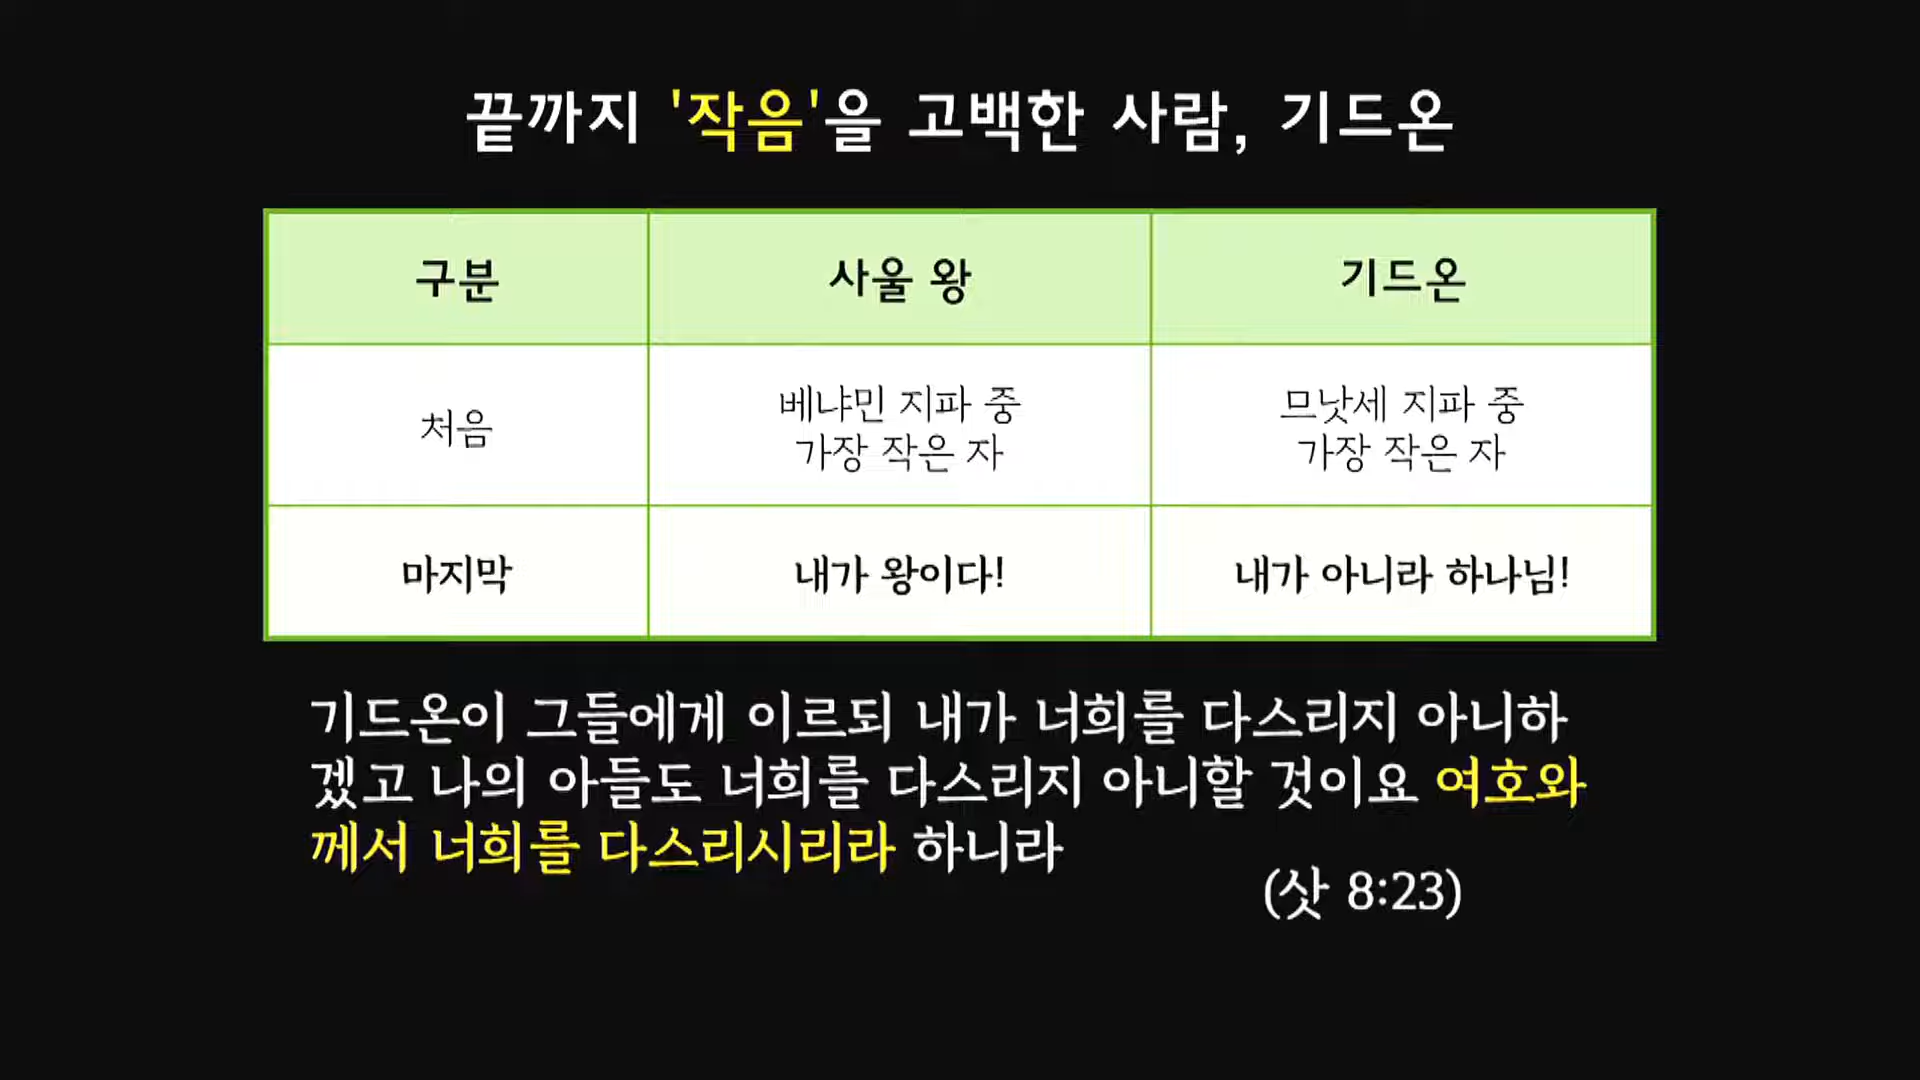 끝까지 '작음'을 고백한 사람, 기드온
구분 사울 왕 기드온
처음 베냐민 지파 중 가장 작은 자 므낫세 지파 중 가장 작은 자
마지막 내가 왕이다! 내가 아니라 하나님!
기드온이 그들에게 이르되 내가 너희를 다스리지 아니하
겠고 나의 아들도 너희를 다스리지 아니할 것이요 여호와
께서 너희를 다스리시리라 하니라
(삿 8:23)